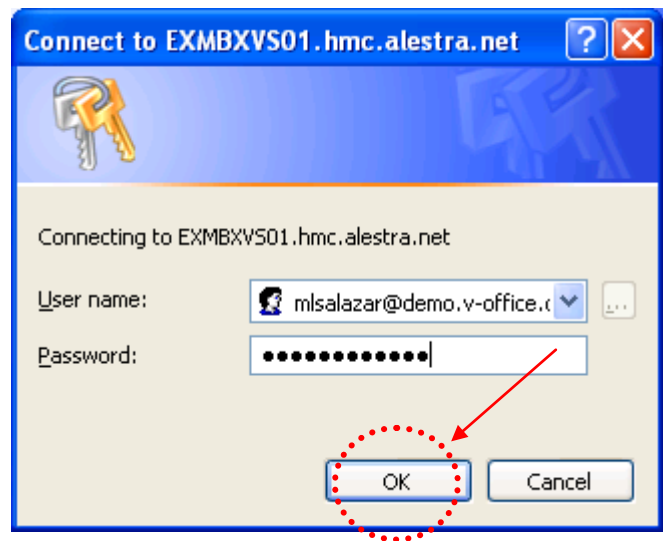 Connect to EXMBXVS01.hmc.alestra.net
Connecting to EXMBXVS01.hmc.alestra.net
User name: mlsalazar@demo.v-office.c
Password: ●●●●●●●●●●●●
OK Cancel